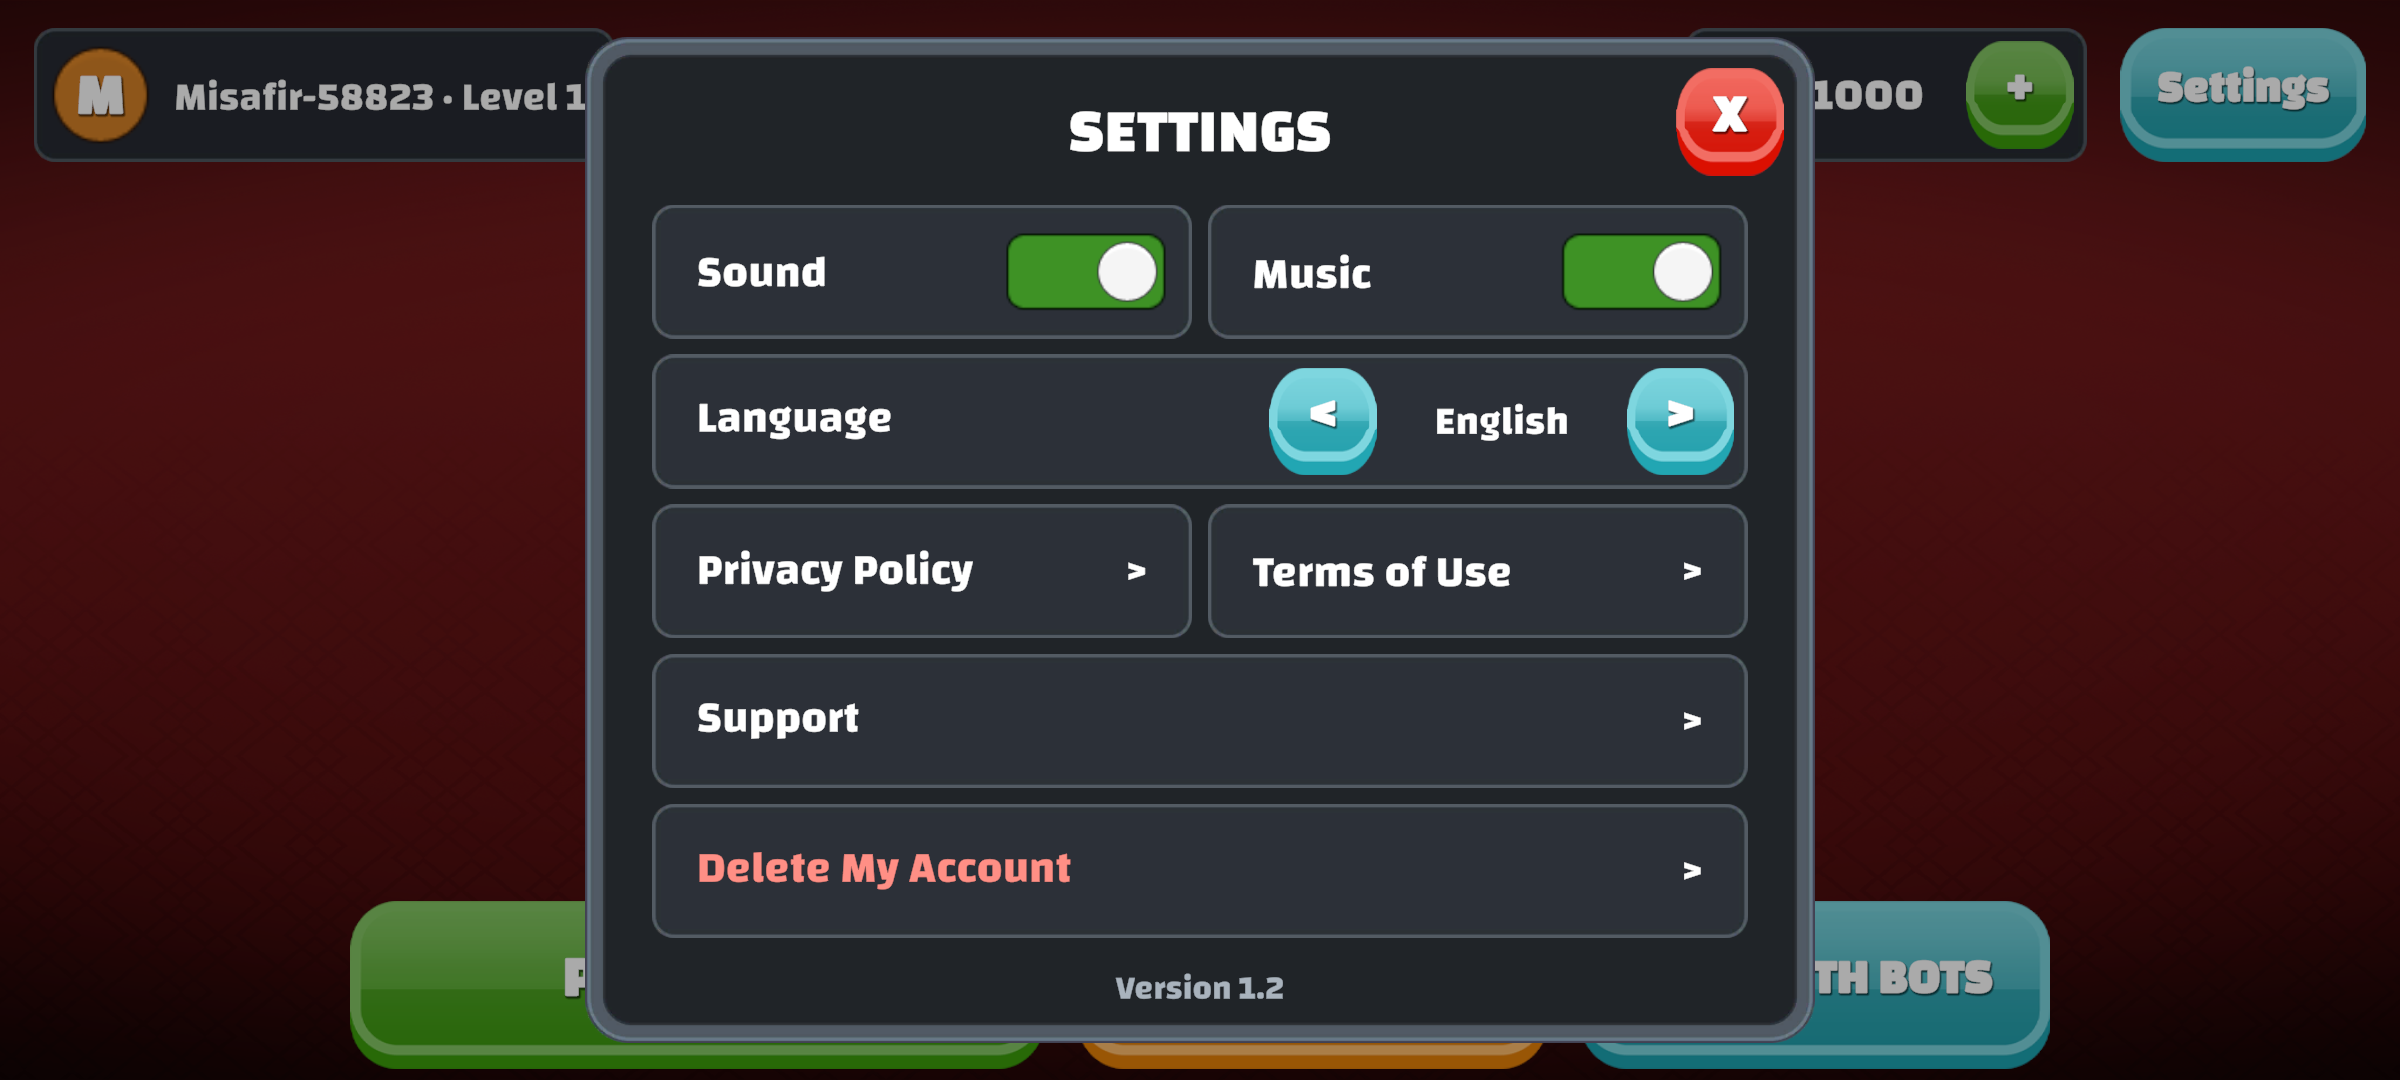 M
Misafir-58823 • Level 1
1000
+
Settings
SETTINGS
X
Sound
Music
Language
<
English
>
Privacy Policy >
Terms of Use >
Support >
Delete My Account >
Version 1.2
BOTS